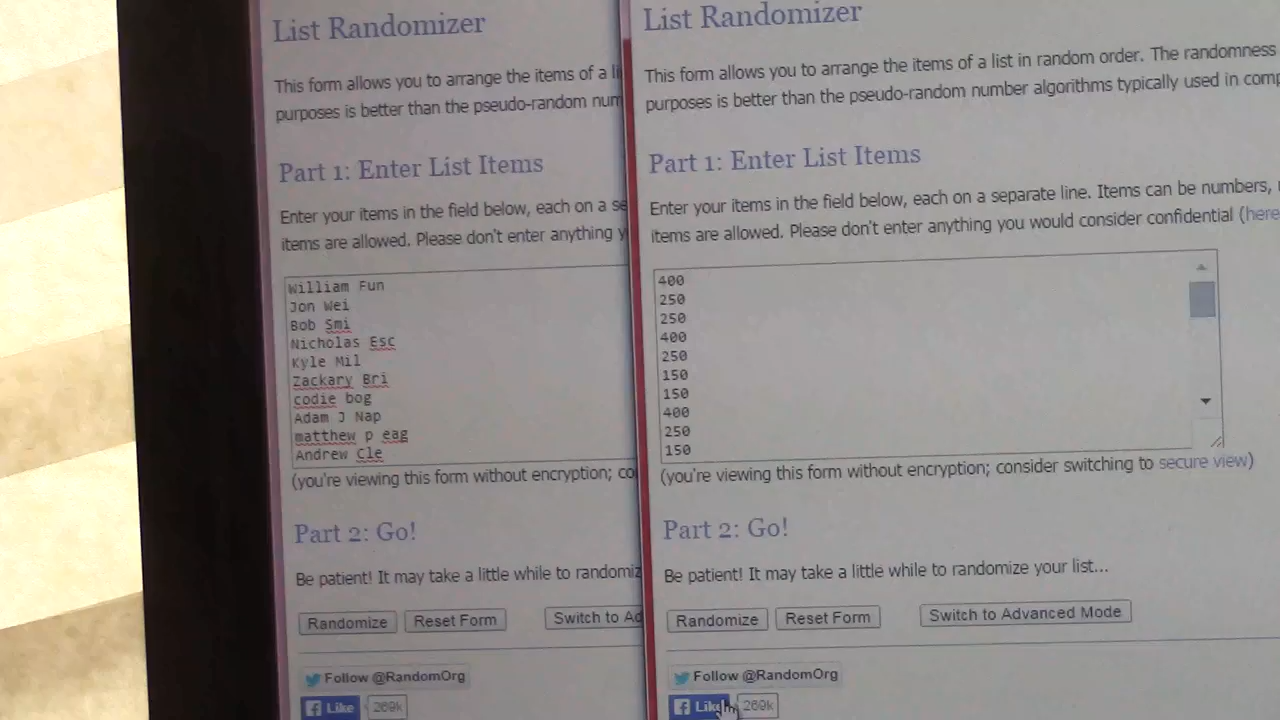 List Randomizer
This form allows you to arrange the items of a li
purposes is better than the pseudo-random num
Part 1: Enter List Items
Enter your items in the field below, each on a se
items are allowed. Please don't enter anything y
William Fun
Jon Wei
Bob Smi
Nicholas Esc
Kyle Mil
Zackary Bri
codie bog
Adam J Nap
matthew p eag
Andrew Cle
(you're viewing this form without encryption; co
Part 2: Go!
Be patient! It may take a little while to randomiz
Randomize Reset Form Switch to Ad
Follow @RandomOrg
Like 269k
List Randomizer
This form allows you to arrange the items of a list in random order. The randomness
purposes is better than the pseudo-random number algorithms typically used in comp
Part 1: Enter List Items
Enter your items in the field below, each on a separate line. Items can be numbers,
items are allowed. Please don't enter anything you would consider confidential (here
400
250
250
400
250
150
150
400
250
150
(you're viewing this form without encryption; consider switching to secure view)
Part 2: Go!
Be patient! It may take a little while to randomize your list...
Randomize Reset Form Switch to Advanced Mode
Follow @RandomOrg
Like 269k